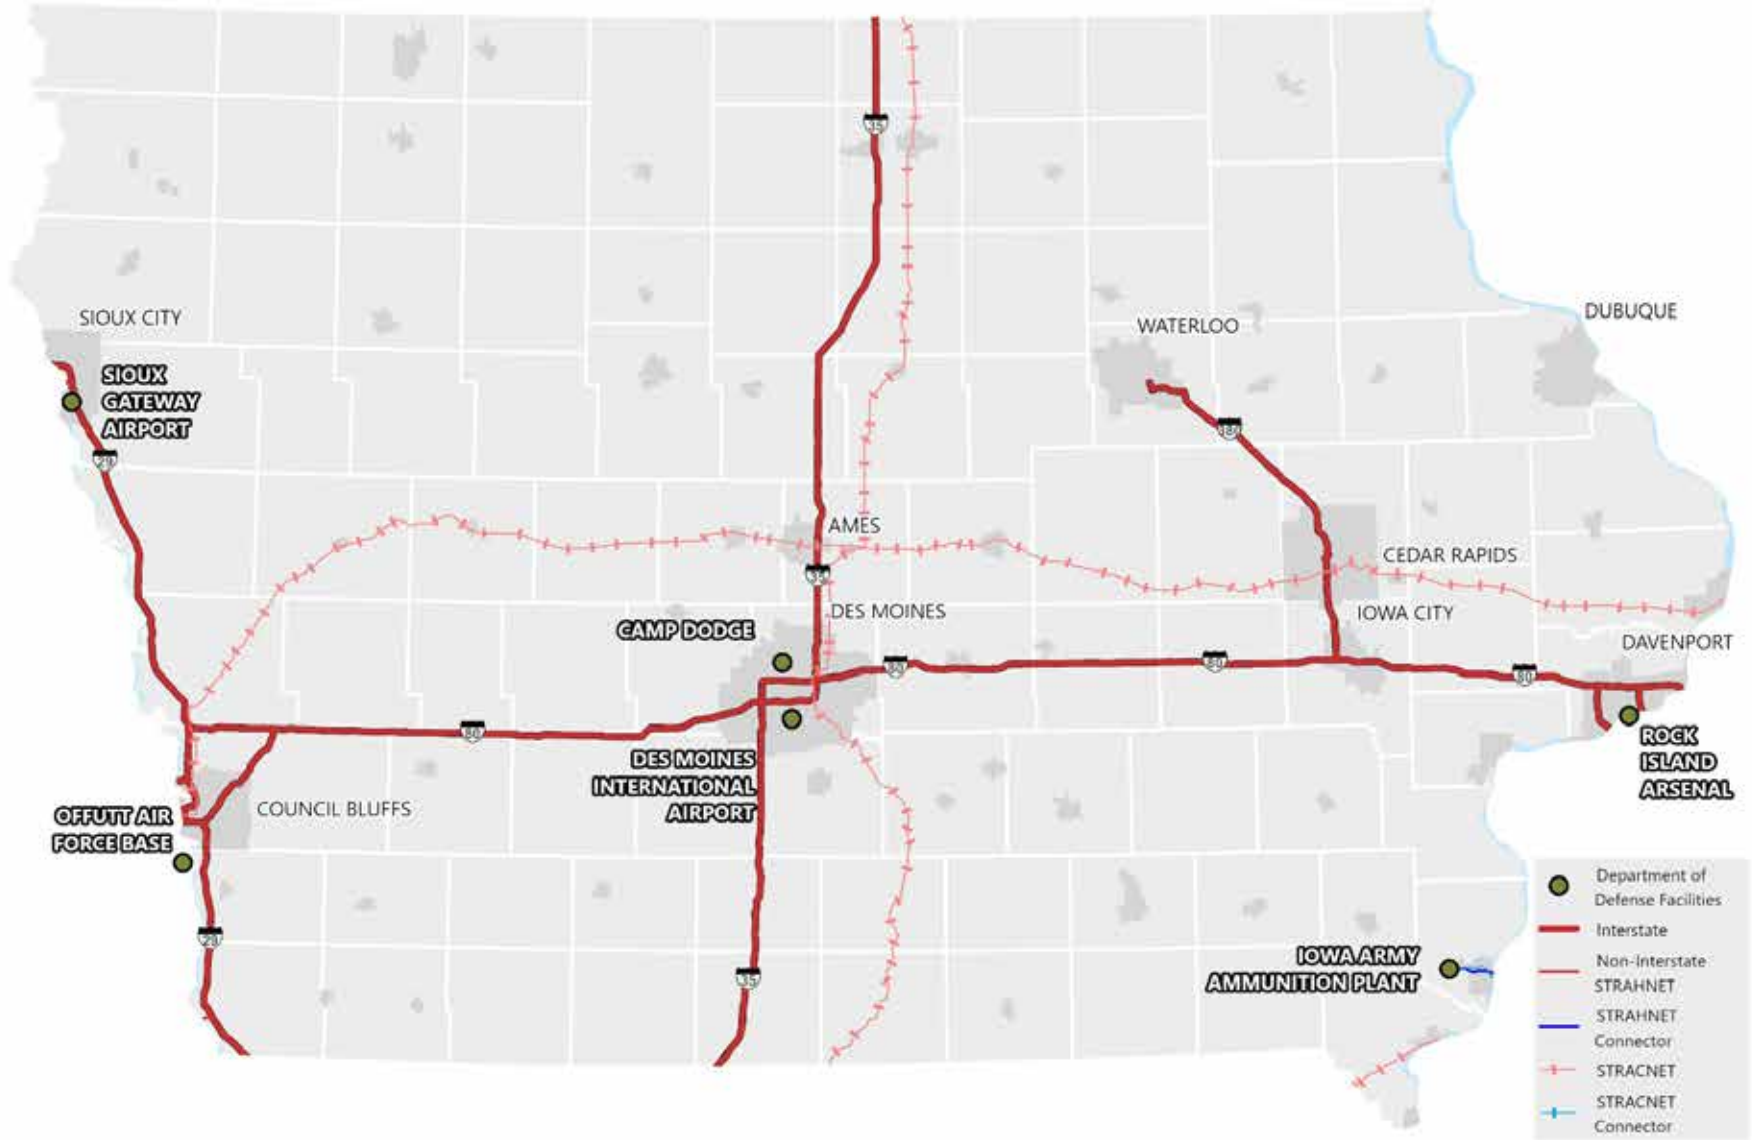 35
SIOUX CITY
WATERLOO
DUBUQUE
SIOUX
GATEWAY
AIRPORT
29
380
AMES
CEDAR RAPIDS
35
DES MOINES
IOWA CITY
CAMP DODGE
DAVENPORT
80
80
80
80
ROCK
ISLAND
ARSENAL
DES MOINES
INTERNATIONAL
AIRPORT
COUNCIL BLUFFS
OFFUTT AIR
FORCE BASE
29
35
IOWA ARMY
AMMUNITION PLANT
Department of
Defense Facilities
Interstate
Non-Interstate
STRAHNET
STRAHNET
Connector
STRACNET
STRACNET
Connector